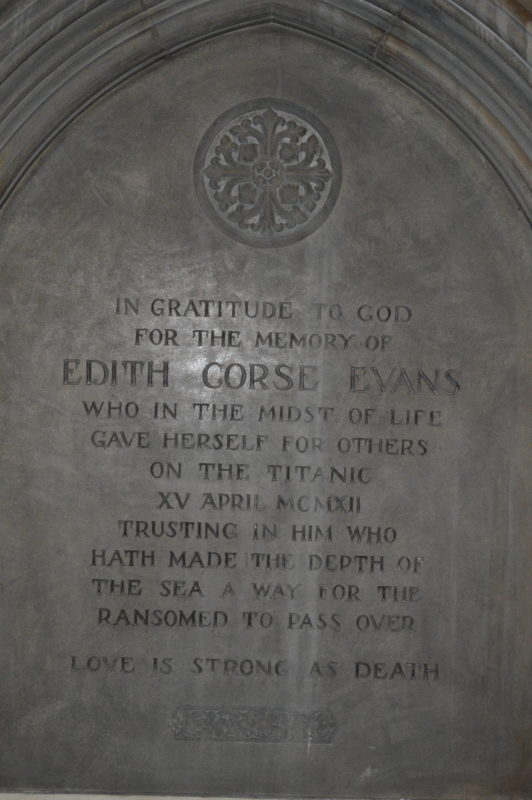 IN GRATITUDE TO GOD
FOR THE MEMORY OF
EDITH CORSE EVANS
WHO IN THE MIDST OF LIFE
GAVE HERSELF FOR OTHERS
ON THE TITANIC
XV APRIL MCMXII
TRUSTING IN HIM WHO
HATH MADE THE DEPTH OF
THE SEA A WAY FOR THE
RANSOMED TO PASS OVER
LOVE IS STRONG AS DEATH